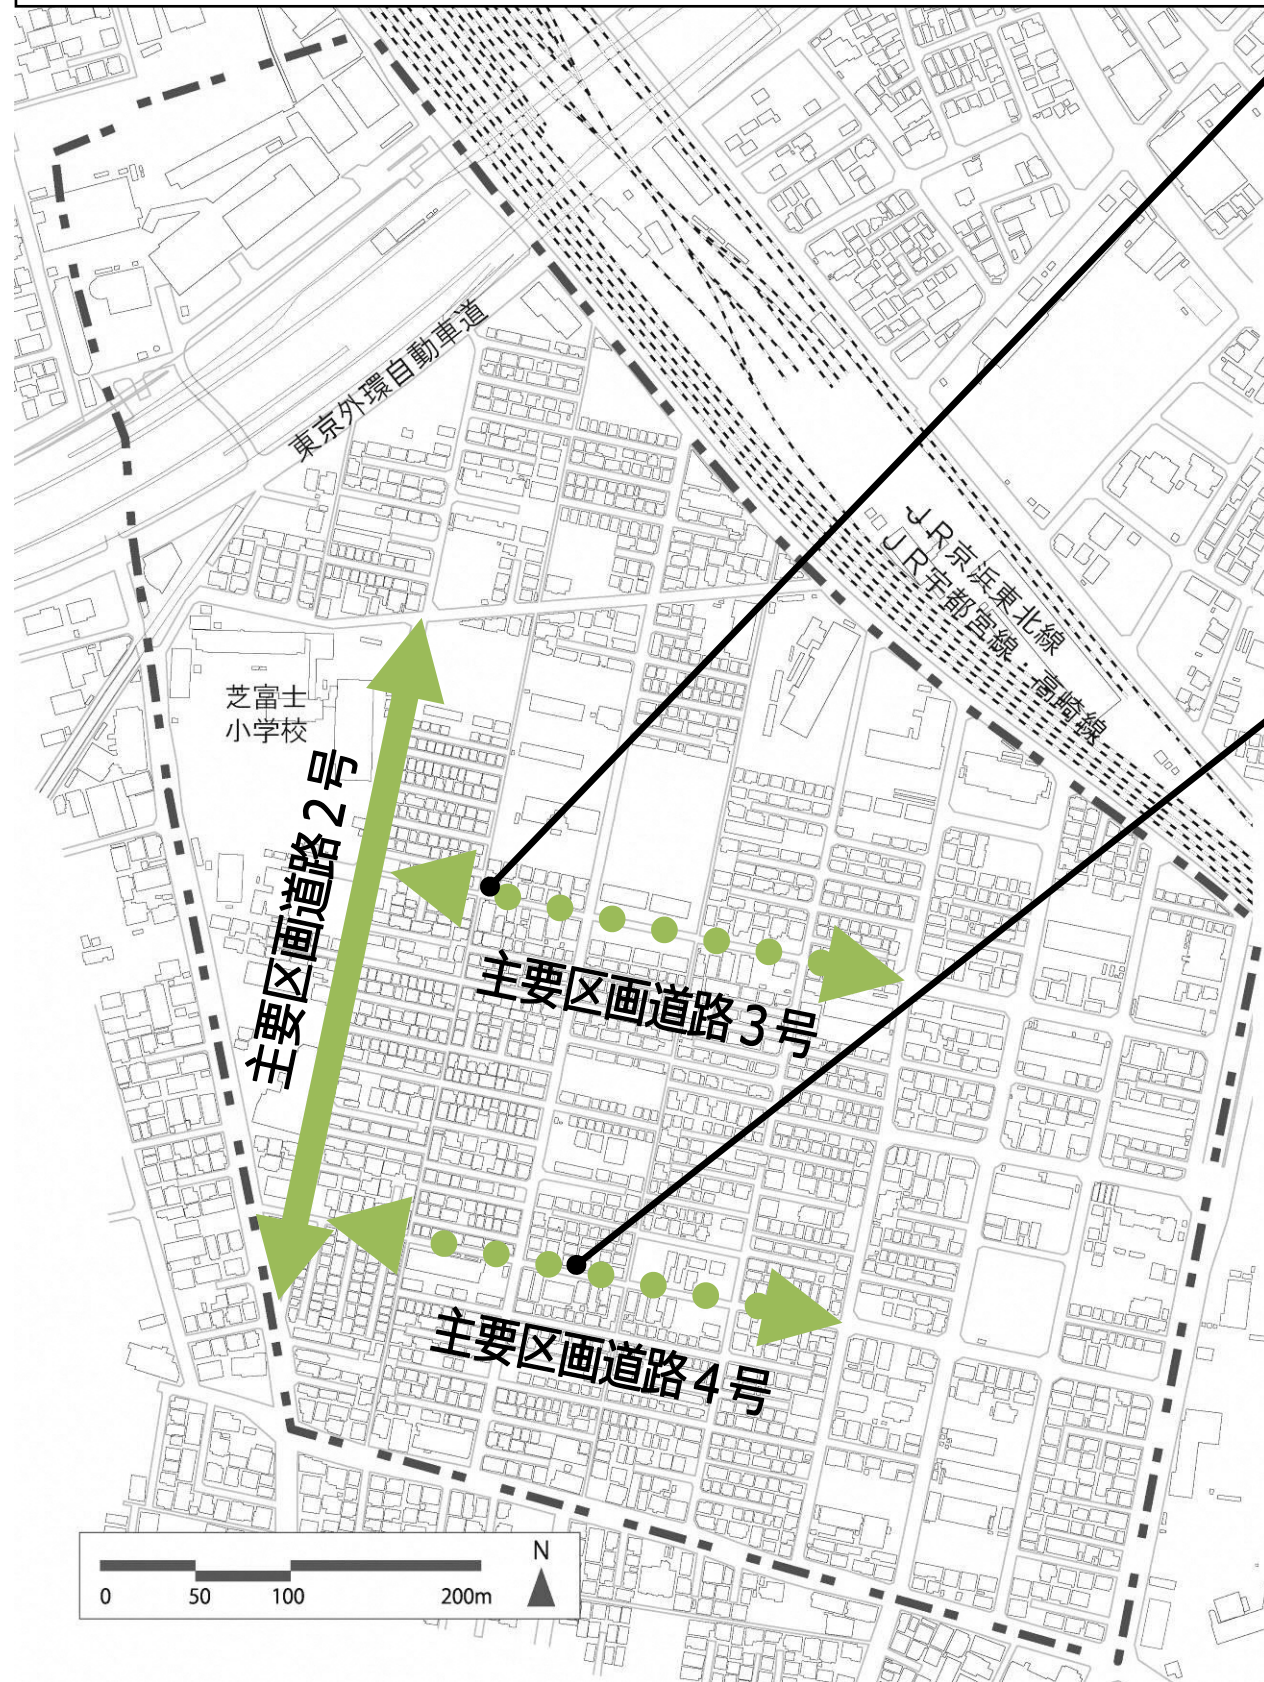 東京外環自動車道
JR京浜東北線
JR宇都宮線・高崎線
芝富士
小学校
主要区画道路2号
主要区画道路3号
主要区画道路4号
N
0 50 100 200m